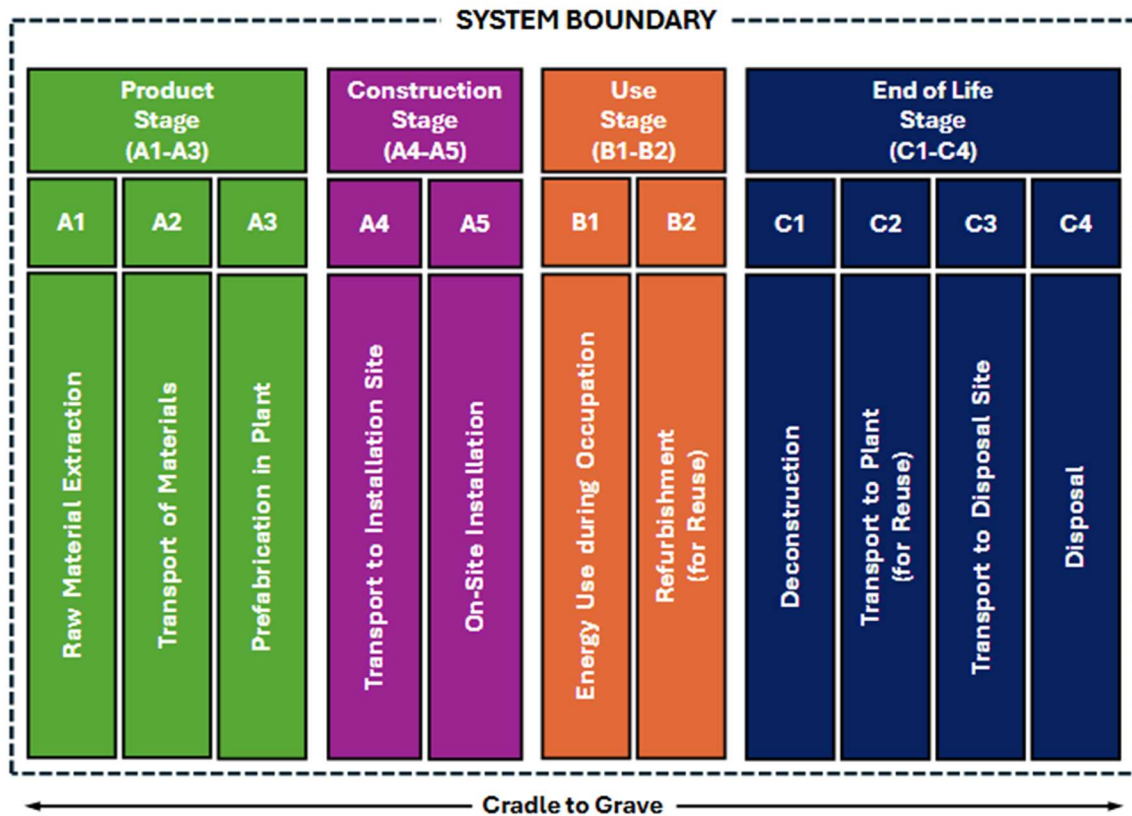 SYSTEM BOUNDARY
Product
Stage
(A1-A3)
Construction
Stage
(A4-A5)
Use
Stage
(B1-B2)
End of Life
Stage
(C1-C4)
A1
A2
A3
A4
A5
B1
B2
C1
C2
C3
C4
Raw Material Extraction
Transport of Materials
Prefabrication in Plant
Transport to Installation Site
On-Site Installation
Energy Use during Occupation
Refurbishment
(for Reuse)
Deconstruction
Transport to Plant
(for Reuse)
Transport to Disposal Site
Disposal
Cradle to Grave